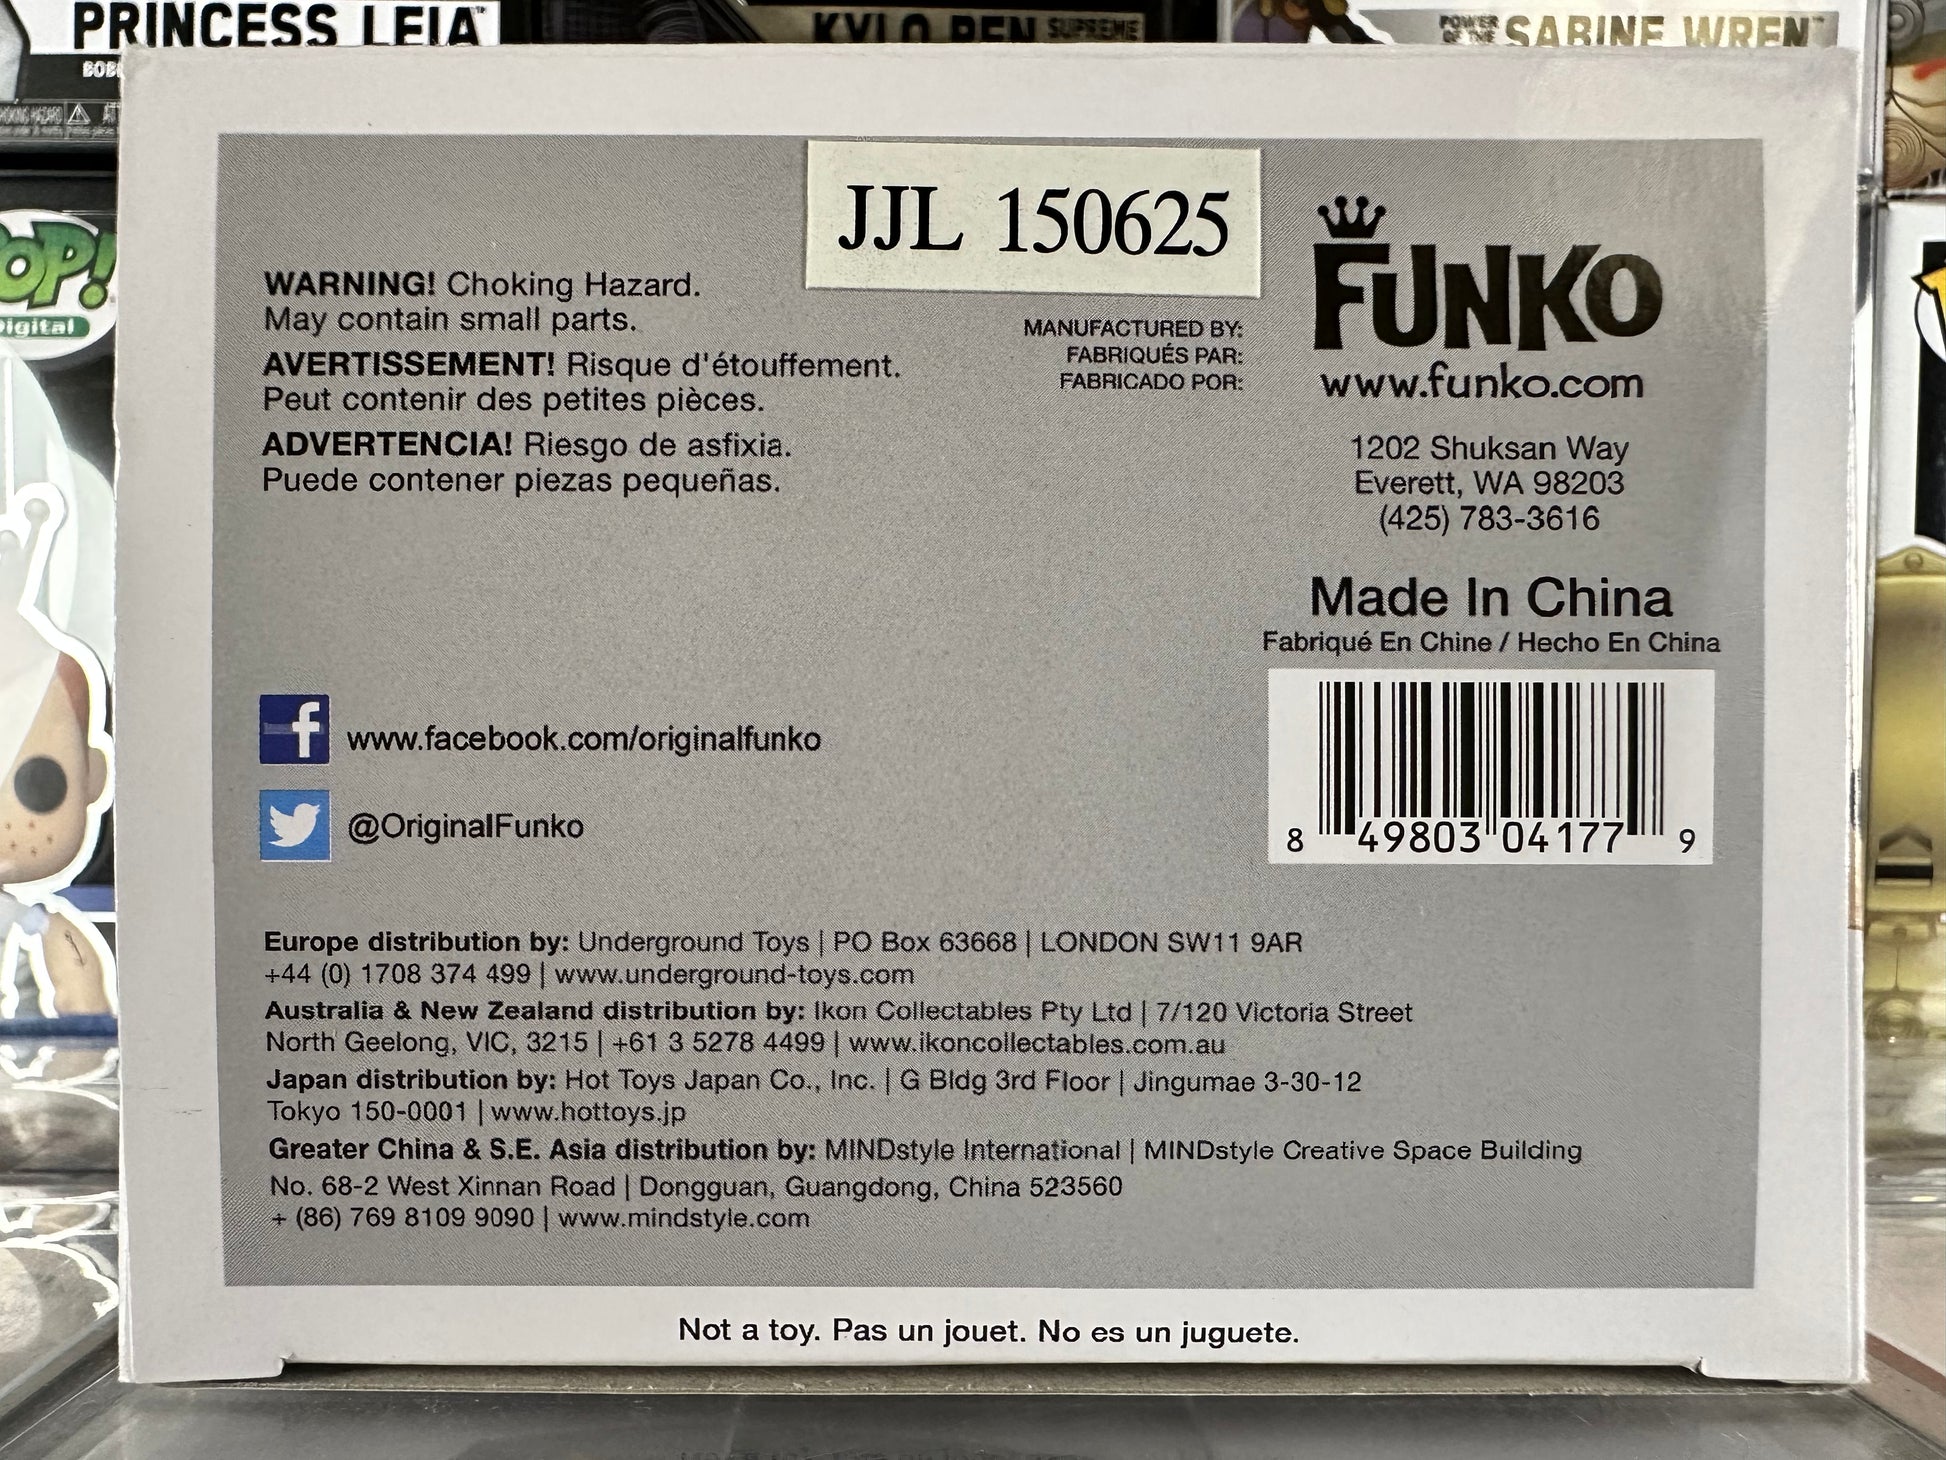 PRINCESS LEIA™
KYLO REN SUPREME
POWER OF THE SABINE WREN™
POP!
Digital
JJL 150625
WARNING! Choking Hazard.
May contain small parts.
AVERTISSEMENT! Risque d'étouffement.
Peut contenir des petites pièces.
ADVERTENCIA! Riesgo de asfixia.
Puede contener piezas pequeñas.
MANUFACTURED BY:
FABRIQUÉS PAR:
FABRICADO POR:
FUNKO
www.funko.com
1202 Shuksan Way
Everett, WA 98203
(425) 783-3616
Made In China
Fabriqué En Chine / Hecho En China
8 49803 04177 9
www.facebook.com/originalfunko
@OriginalFunko
Europe distribution by: Underground Toys | PO Box 63668 | LONDON SW11 9AR
+44 (0) 1708 374 499 | www.underground-toys.com
Australia & New Zealand distribution by: Ikon Collectables Pty Ltd | 7/120 Victoria Street
North Geelong, VIC, 3215 | +61 3 5278 4499 | www.ikoncollectables.com.au
Japan distribution by: Hot Toys Japan Co., Inc. | G Bldg 3rd Floor | Jingumae 3-30-12
Tokyo 150-0001 | www.hottoys.jp
Greater China & S.E. Asia distribution by: MINDstyle International | MINDstyle Creative Space Building
No. 68-2 West Xinnan Road | Dongguan, Guangdong, China 523560
+ (86) 769 8109 9090 | www.mindstyle.com
Not a toy. Pas un jouet. No es un juguete.